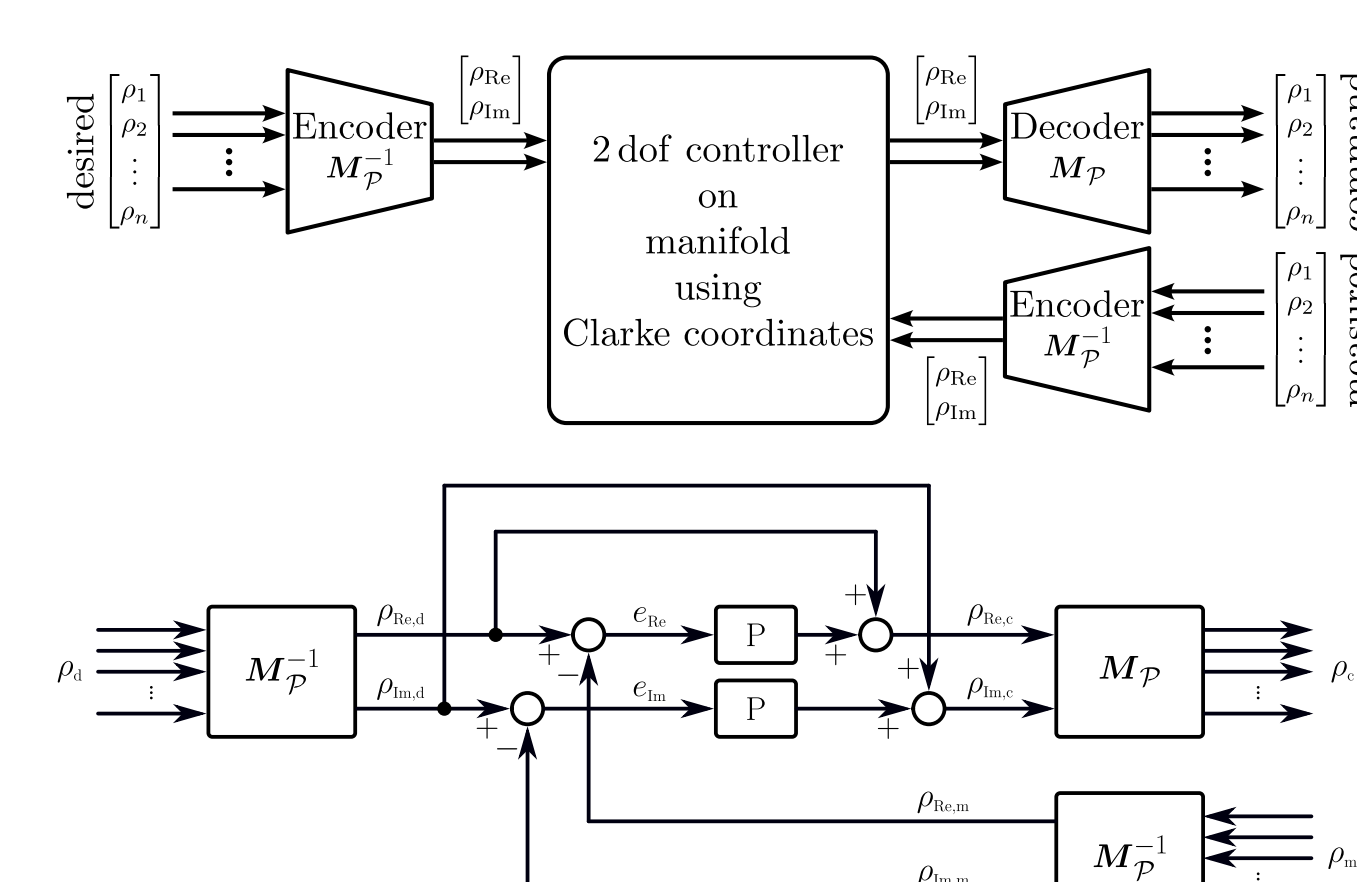 desired
ρ1
ρ2
⋮
ρn
Encoder
M_P^{-1}
ρRe
ρIm
2 dof controller
on
manifold
using
Clarke coordinates
ρRe
ρIm
Decoder
M_P
ρ1
ρ2
⋮
ρn
Encoder
M_P^{-1}
ρRe
ρIm
ρ1
ρ2
⋮
ρn
ρd
⋮
M_P^{-1}
ρRe,d
ρIm,d
+
−
+
−
eRe
eIm
P
P
+
+
+
+
ρRe,c
ρIm,c
M_P
⋮
ρc
ρRe,m
ρIm,m
M_P^{-1}
ρm